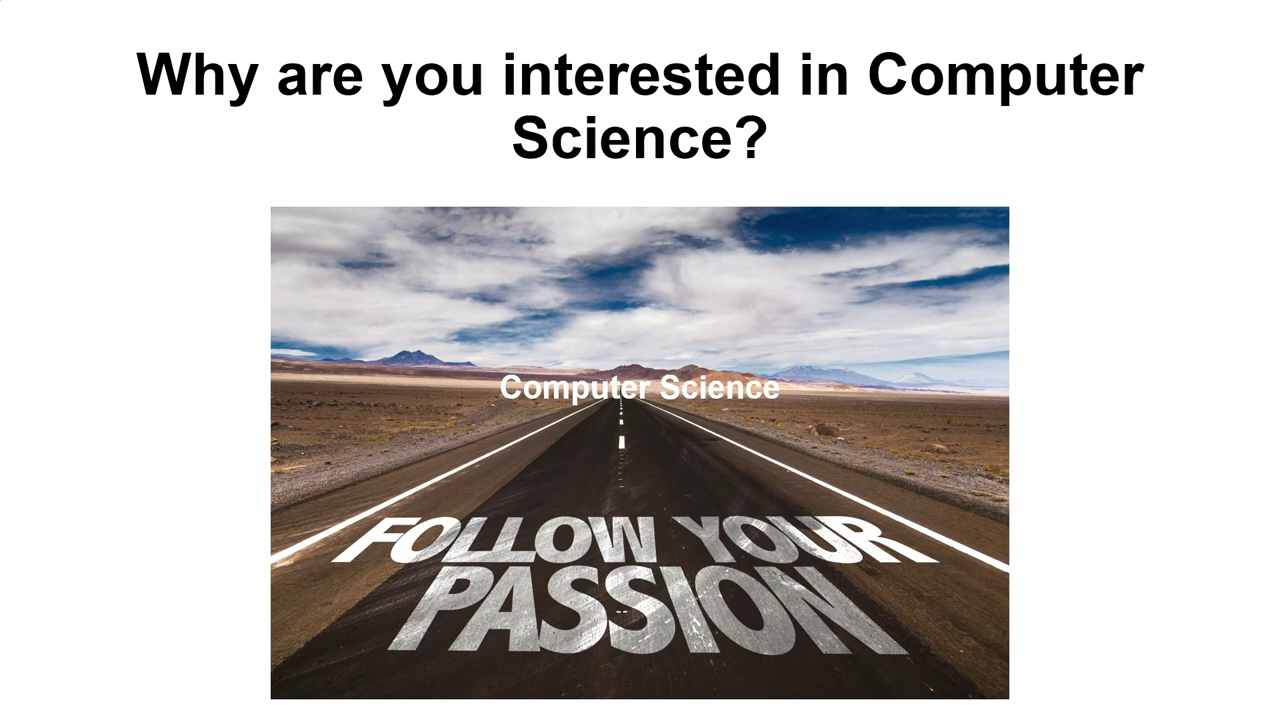 Why are you interested in Computer
Science?
Computer Science
FOLLOW YOUR
PASSION